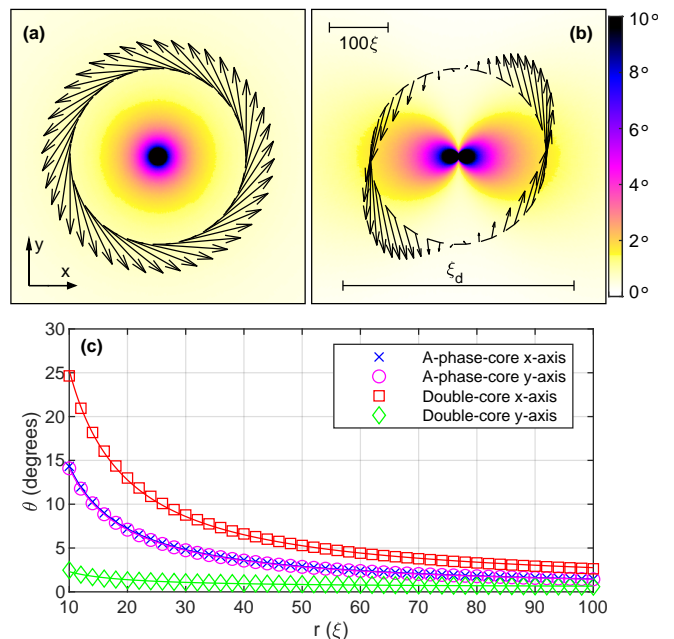 (a)
(b)
100ξ
y
x
ξd
10°
8°
6°
4°
2°
0°
(c)
30
25
20
15
10
5
0
θ (degrees)
A-phase-core x-axis
A-phase-core y-axis
Double-core x-axis
Double-core y-axis
10 20 30 40 50 60 70 80 90 100
r (ξ)